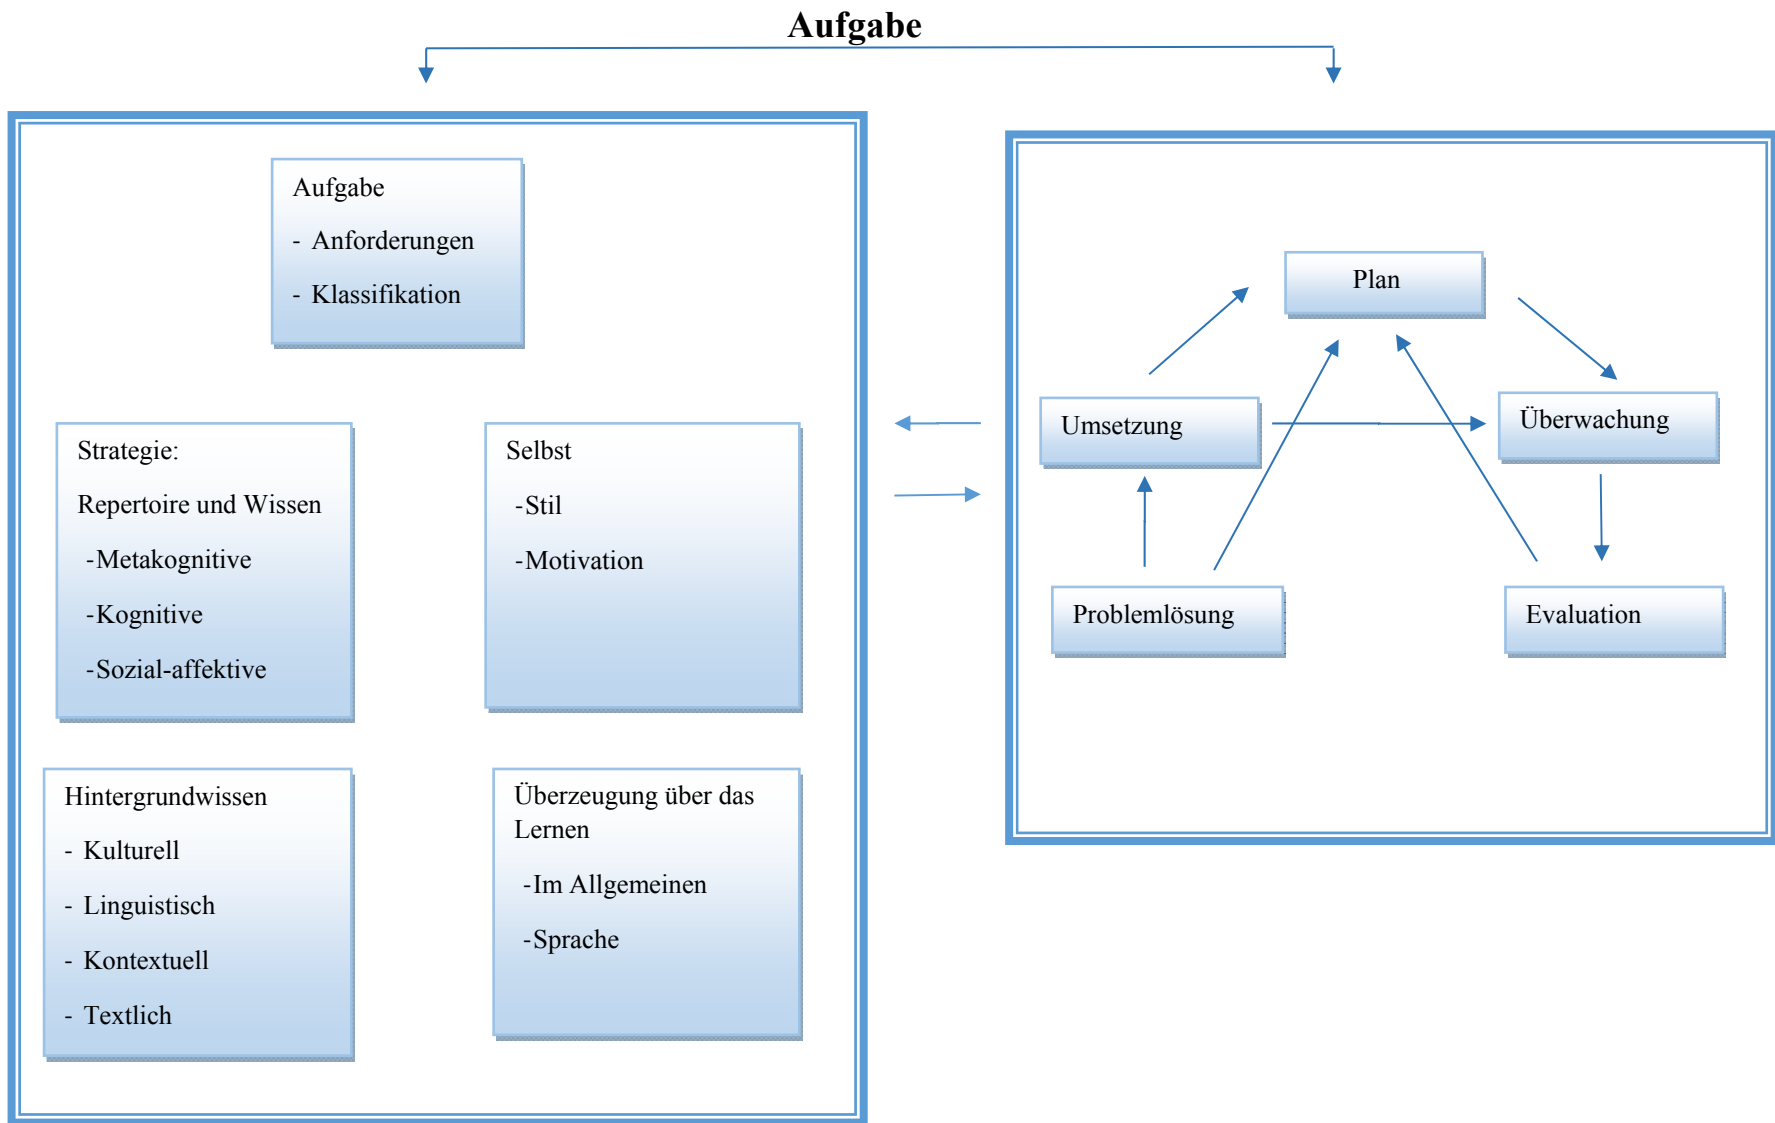 Aufgabe
Aufgabe
- Anforderungen
- Klassifikation
Strategie:
Repertoire und Wissen
-Metakognitive
-Kognitive
-Sozial-affektive
Selbst
-Stil
-Motivation
Hintergrundwissen
- Kulturell
- Linguistisch
- Kontextuell
- Textlich
Überzeugung über das
Lernen
-Im Allgemeinen
-Sprache
Plan
Umsetzung
Überwachung
Problemlösung
Evaluation